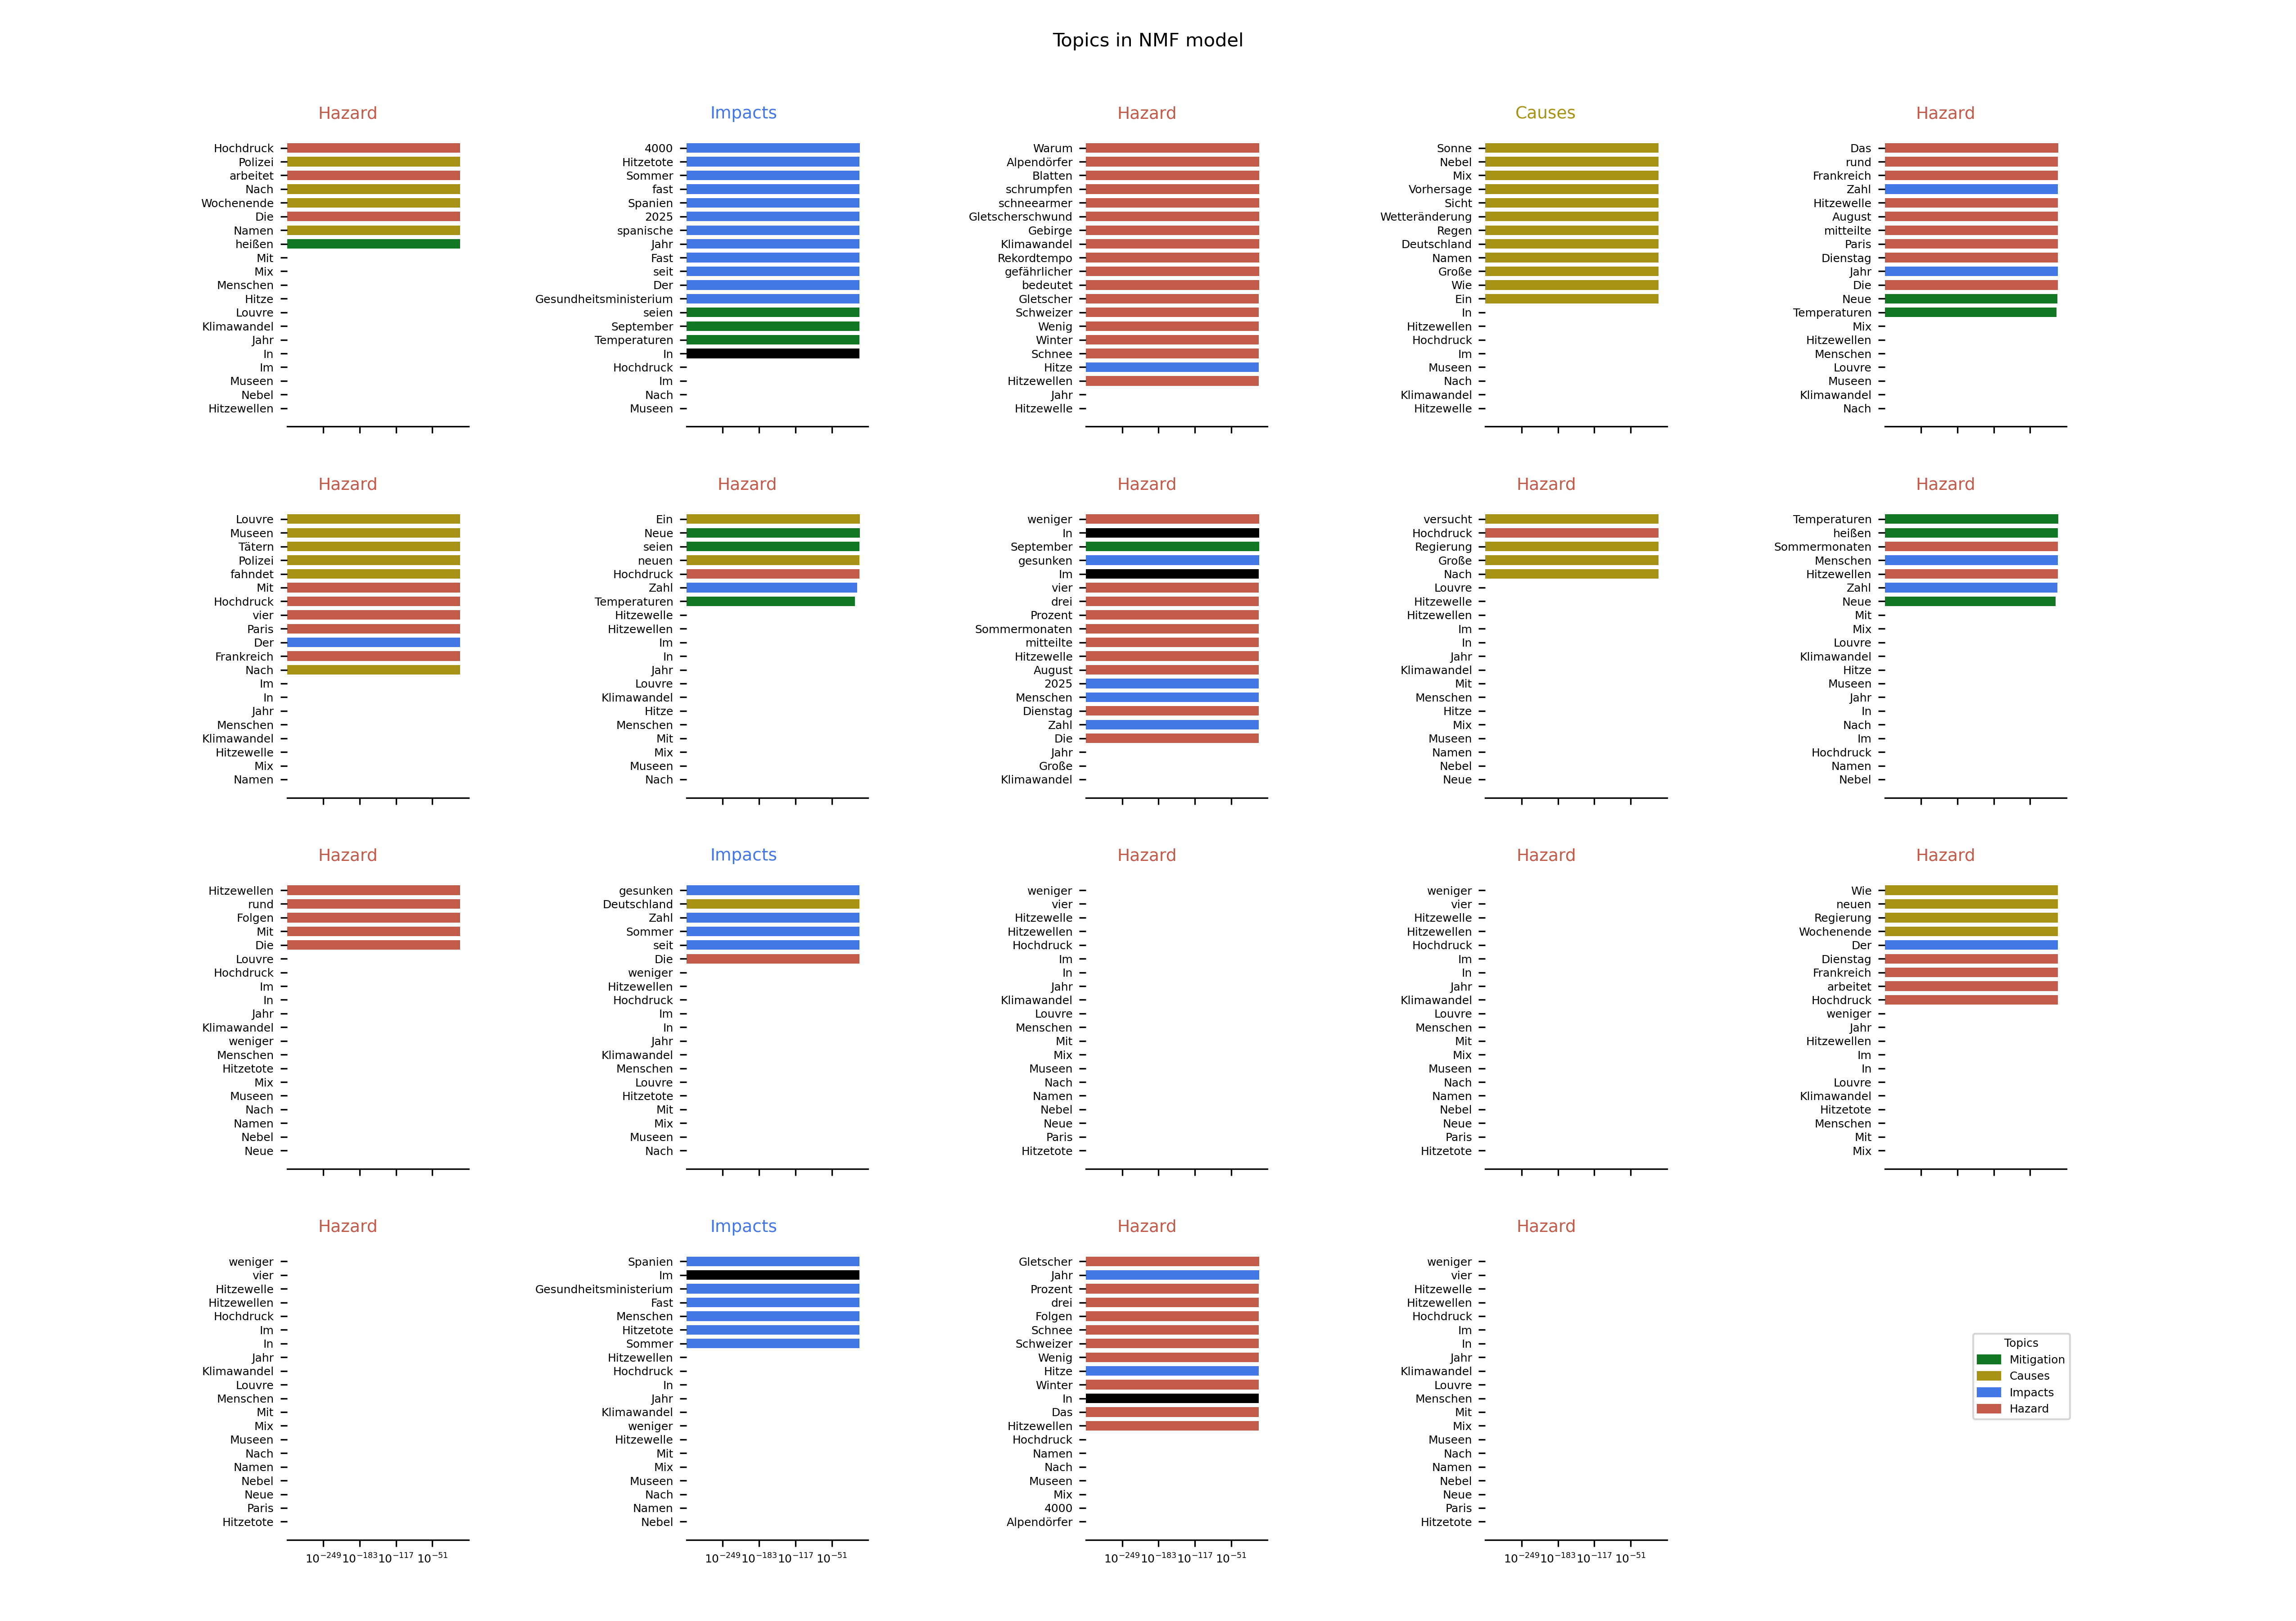 Topics in NMF model
Hazard
Hochdruck
Polizei
arbeitet
Nach
Wochenende
Die
Namen
heißen
Mit
Mix
Menschen
Hitze
Louvre
Klimawandel
Jahr
In
Im
Museen
Nebel
Hitzewellen
Impacts
4000
Hitzetote
Sommer
fast
Spanien
2025
spanische
Jahr
Fast
seit
Der
Gesundheitsministerium
seien
September
Temperaturen
In
Hochdruck
Im
Nach
Museen
Hazard
Warum
Alpendörfer
Blatten
schrumpfen
schneearmer
Gletscherschwund
Gebirge
Klimawandel
Rekordtempo
gefährlicher
bedeutet
Gletscher
Schweizer
Wenig
Winter
Schnee
Hitze
Hitzewellen
Jahr
Hitzewelle
Causes
Sonne
Nebel
Mix
Vorhersage
Sicht
Wetteränderung
Regen
Deutschland
Namen
Große
Wie
Ein
In
Hitzewellen
Hochdruck
Im
Museen
Nach
Klimawandel
Hitzewelle
Hazard
Das
rund
Frankreich
Zahl
Hitzewelle
August
mitteilte
Paris
Dienstag
Jahr
Die
Neue
Temperaturen
Mix
Hitzewellen
Menschen
Louvre
Museen
Klimawandel
Nach
Hazard
Louvre
Museen
Tätern
Polizei
fahndet
Mit
Hochdruck
vier
Paris
Der
Frankreich
Nach
Im
In
Jahr
Menschen
Klimawandel
Hitzewelle
Mix
Namen
Hazard
Ein
Neue
seien
neuen
Hochdruck
Zahl
Temperaturen
Hitzewelle
Hitzewellen
Im
In
Jahr
Louvre
Klimawandel
Hitze
Menschen
Mit
Mix
Museen
Nach
Hazard
weniger
In
September
gesunken
Im
vier
drei
Prozent
Sommermonaten
mitteilte
Hitzewelle
August
2025
Menschen
Dienstag
Zahl
Die
Jahr
Große
Klimawandel
Hazard
versucht
Hochdruck
Regierung
Große
Nach
Louvre
Hitzewelle
Hitzewellen
Im
In
Jahr
Klimawandel
Mit
Menschen
Hitze
Mix
Museen
Namen
Nebel
Neue
Hazard
Temperaturen
heißen
Sommermonaten
Menschen
Hitzewellen
Zahl
Neue
Mit
Mix
Louvre
Klimawandel
Hitze
Museen
Jahr
In
Nach
Im
Hochdruck
Namen
Nebel
Hazard
Hitzewellen
rund
Folgen
Mit
Die
Louvre
Hochdruck
Im
In
Jahr
Klimawandel
weniger
Menschen
Hitzetote
Mix
Museen
Nach
Namen
Nebel
Neue
Impacts
gesunken
Deutschland
Zahl
Sommer
seit
Die
weniger
Hitzewellen
Hochdruck
Im
In
Jahr
Klimawandel
Menschen
Louvre
Hitzetote
Mit
Mix
Museen
Nach
Hazard
weniger
vier
Hitzewelle
Hitzewellen
Hochdruck
Im
In
Jahr
Klimawandel
Louvre
Menschen
Mit
Mix
Museen
Nach
Namen
Nebel
Neue
Paris
Hitzetote
Hazard
weniger
vier
Hitzewelle
Hitzewellen
Hochdruck
Im
In
Jahr
Klimawandel
Louvre
Menschen
Mit
Mix
Museen
Nach
Namen
Nebel
Neue
Paris
Hitzetote
Hazard
Wie
neuen
Regierung
Wochenende
Der
Dienstag
Frankreich
arbeitet
Hochdruck
weniger
Jahr
Hitzewellen
Im
In
Louvre
Klimawandel
Hitzetote
Menschen
Mit
Mix
Hazard
weniger
vier
Hitzewelle
Hitzewellen
Hochdruck
Im
In
Jahr
Klimawandel
Louvre
Menschen
Mit
Mix
Museen
Nach
Namen
Nebel
Neue
Paris
Hitzetote
10⁻²⁴⁹ 10⁻¹⁸³ 10⁻¹¹⁷ 10⁻⁵¹
Impacts
Spanien
Im
Gesundheitsministerium
Fast
Menschen
Hitzetote
Sommer
Hitzewellen
Hochdruck
In
Jahr
Klimawandel
weniger
Hitzewelle
Mit
Mix
Museen
Nach
Namen
Nebel
10⁻²⁴⁹ 10⁻¹⁸³ 10⁻¹¹⁷ 10⁻⁵¹
Hazard
Gletscher
Jahr
Prozent
drei
Folgen
Schnee
Schweizer
Wenig
Hitze
Winter
In
Das
Hitzewellen
Hochdruck
Namen
Nach
Museen
Mix
4000
Alpendörfer
10⁻²⁴⁹ 10⁻¹⁸³ 10⁻¹¹⁷ 10⁻⁵¹
Hazard
weniger
vier
Hitzewelle
Hitzewellen
Hochdruck
Im
In
Jahr
Klimawandel
Louvre
Menschen
Mit
Mix
Museen
Nach
Namen
Nebel
Neue
Paris
Hitzetote
10⁻²⁴⁹ 10⁻¹⁸³ 10⁻¹¹⁷ 10⁻⁵¹
Topics
Mitigation
Causes
Impacts
Hazard